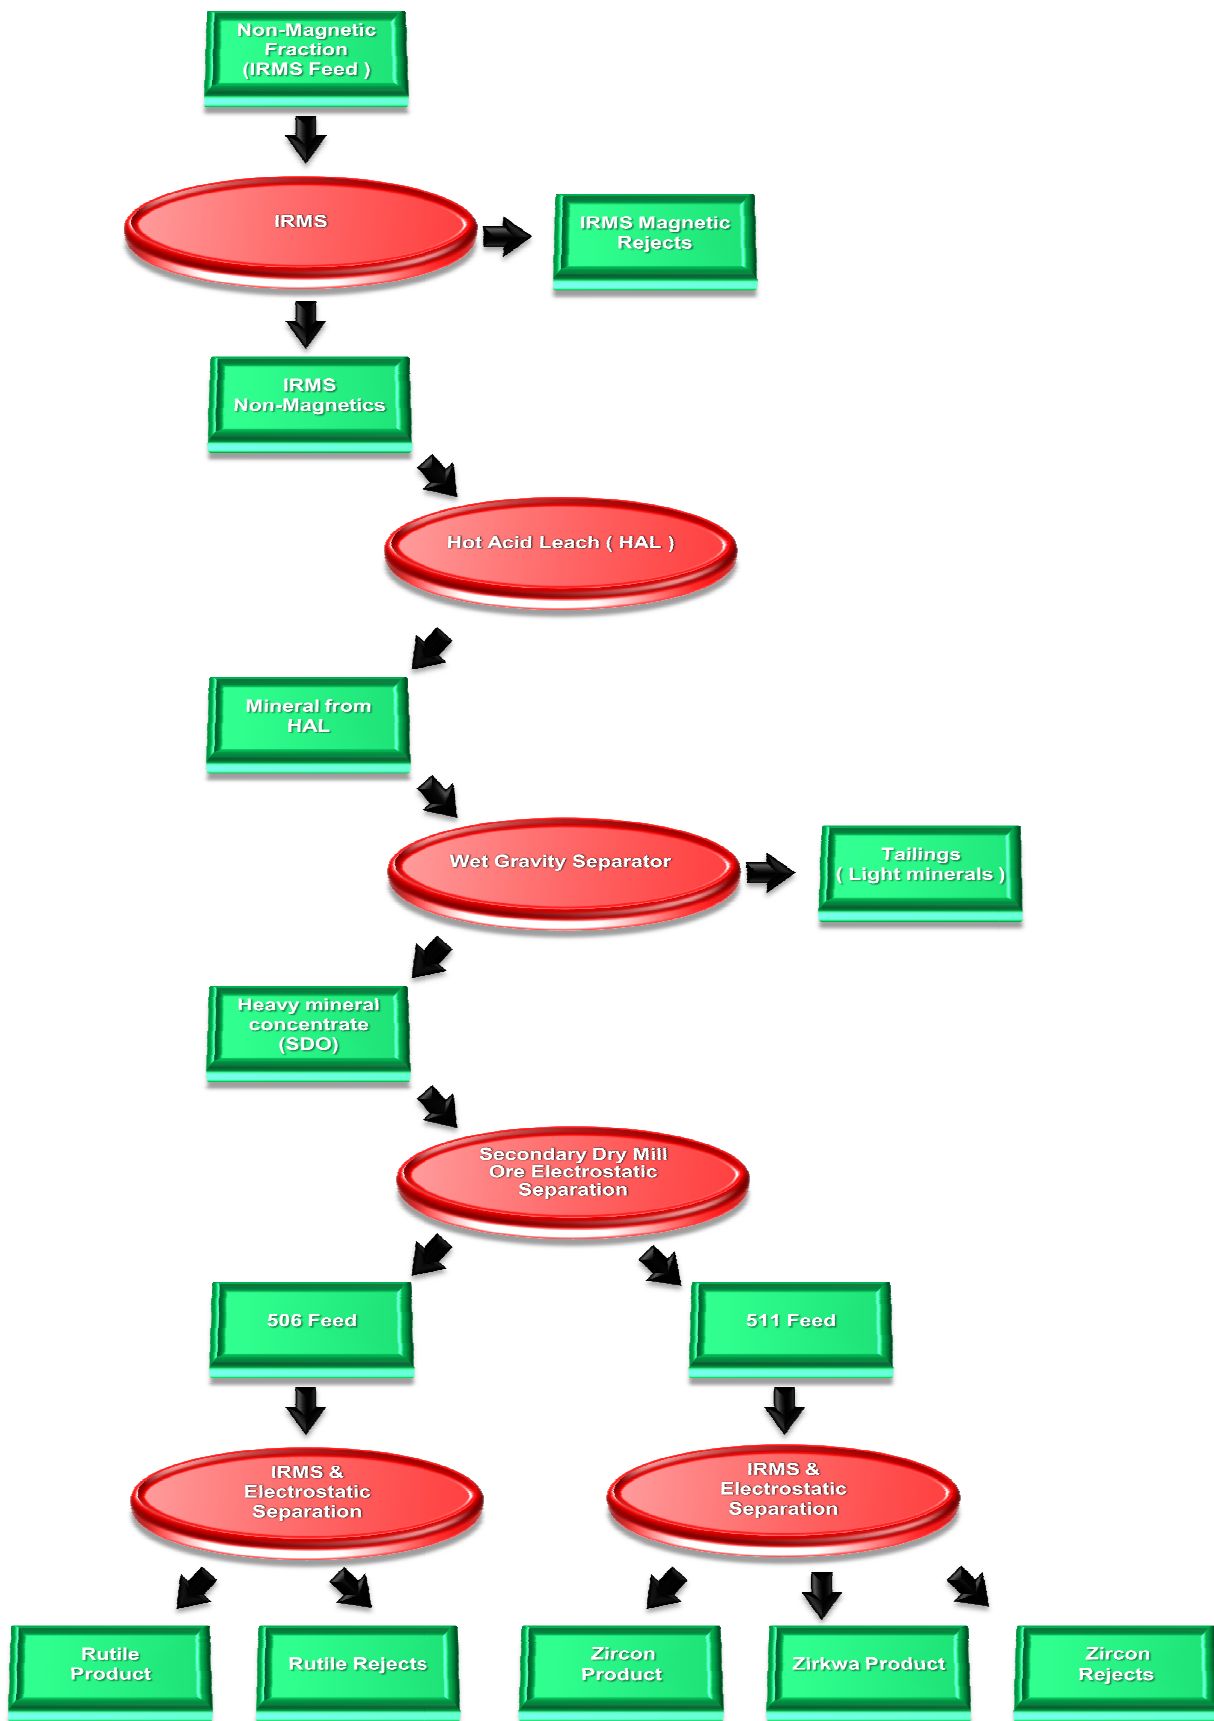 Non-Magnetic
Fraction
(IRMS Feed )
IRMS
IRMS Magnetic
Rejects
IRMS
Non-Magnetics
Hot Acid Leach ( HAL )
Mineral from
HAL
Wet Gravity Separator
Tailings
( Light minerals )
Heavy mineral
concentrate
(SDO)
Secondary Dry Mill
Ore Electrostatic
Separation
506 Feed
511 Feed
IRMS &
Electrostatic
Separation
IRMS &
Electrostatic
Separation
Rutile
Product
Rutile Rejects
Zircon
Product
Zirkwa Product
Zircon
Rejects